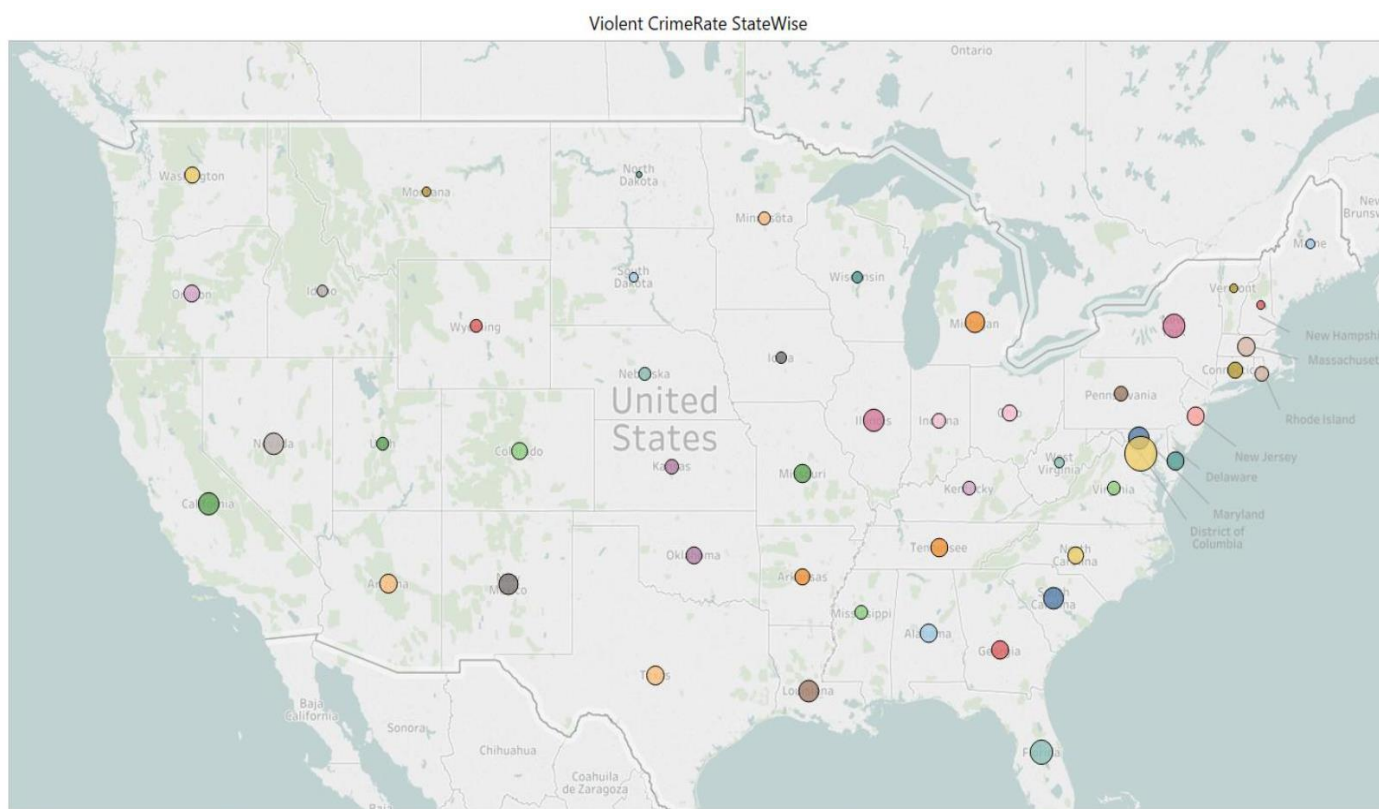 Violent CrimeRate StateWise
Ontario
Washington
Montana
North
Dakota
Minnesota
New
Brunsw
Maine
Oregon
Idaho
South
Dakota
Wisconsin
Vermont
Wyoming
Michigan
New Hampshi
Massachuset
Iowa
Nebraska
Connecticut
Pennsylvania
United
States
Rhode Island
Nevada
Utah
Colorado
Illinois
Indiana
Ohio
New Jersey
Kansas
Missouri
West
Virginia
Delaware
Kentucky
Virginia
California
Maryland
District of
Columbia
Oklahoma
Tennessee
North
Carolina
Arizona
Mexico
Arkansas
South
Carolina
Mississippi
Alabama
Georgia
Texas
Louisiana
Baja
California
Sonora
Chihuahua
Florida
Coahuila
de Zaragoza
Baja